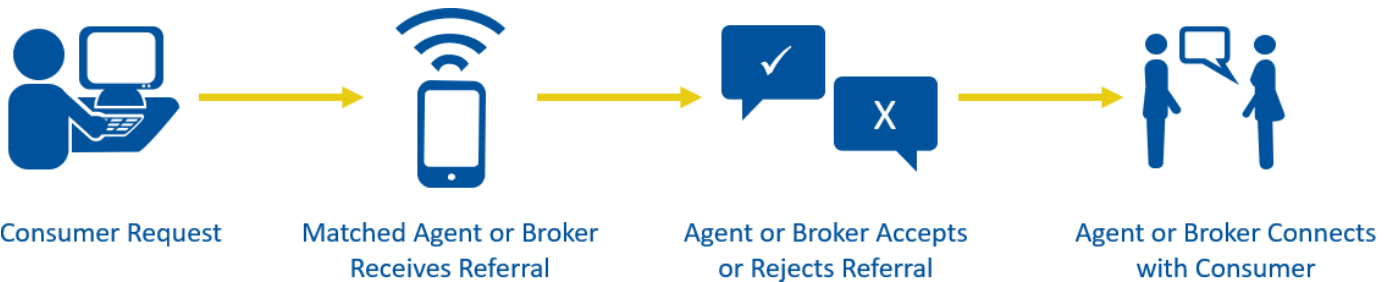 X
Consumer Request
Matched Agent or Broker
Receives Referral
Agent or Broker Accepts
or Rejects Referral
Agent or Broker Connects
with Consumer